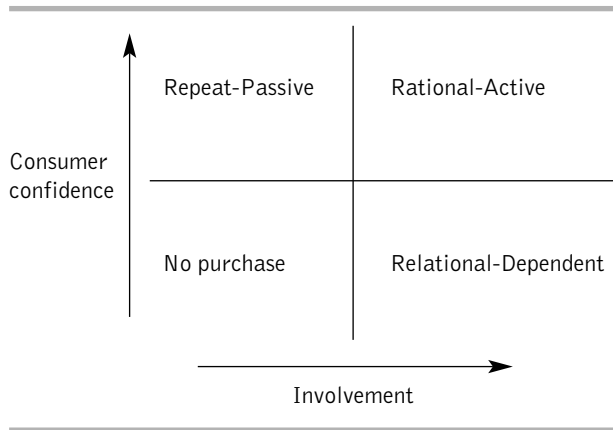 Repeat-Passive
Rational-Active
Consumer
confidence
No purchase
Relational-Dependent
Involvement